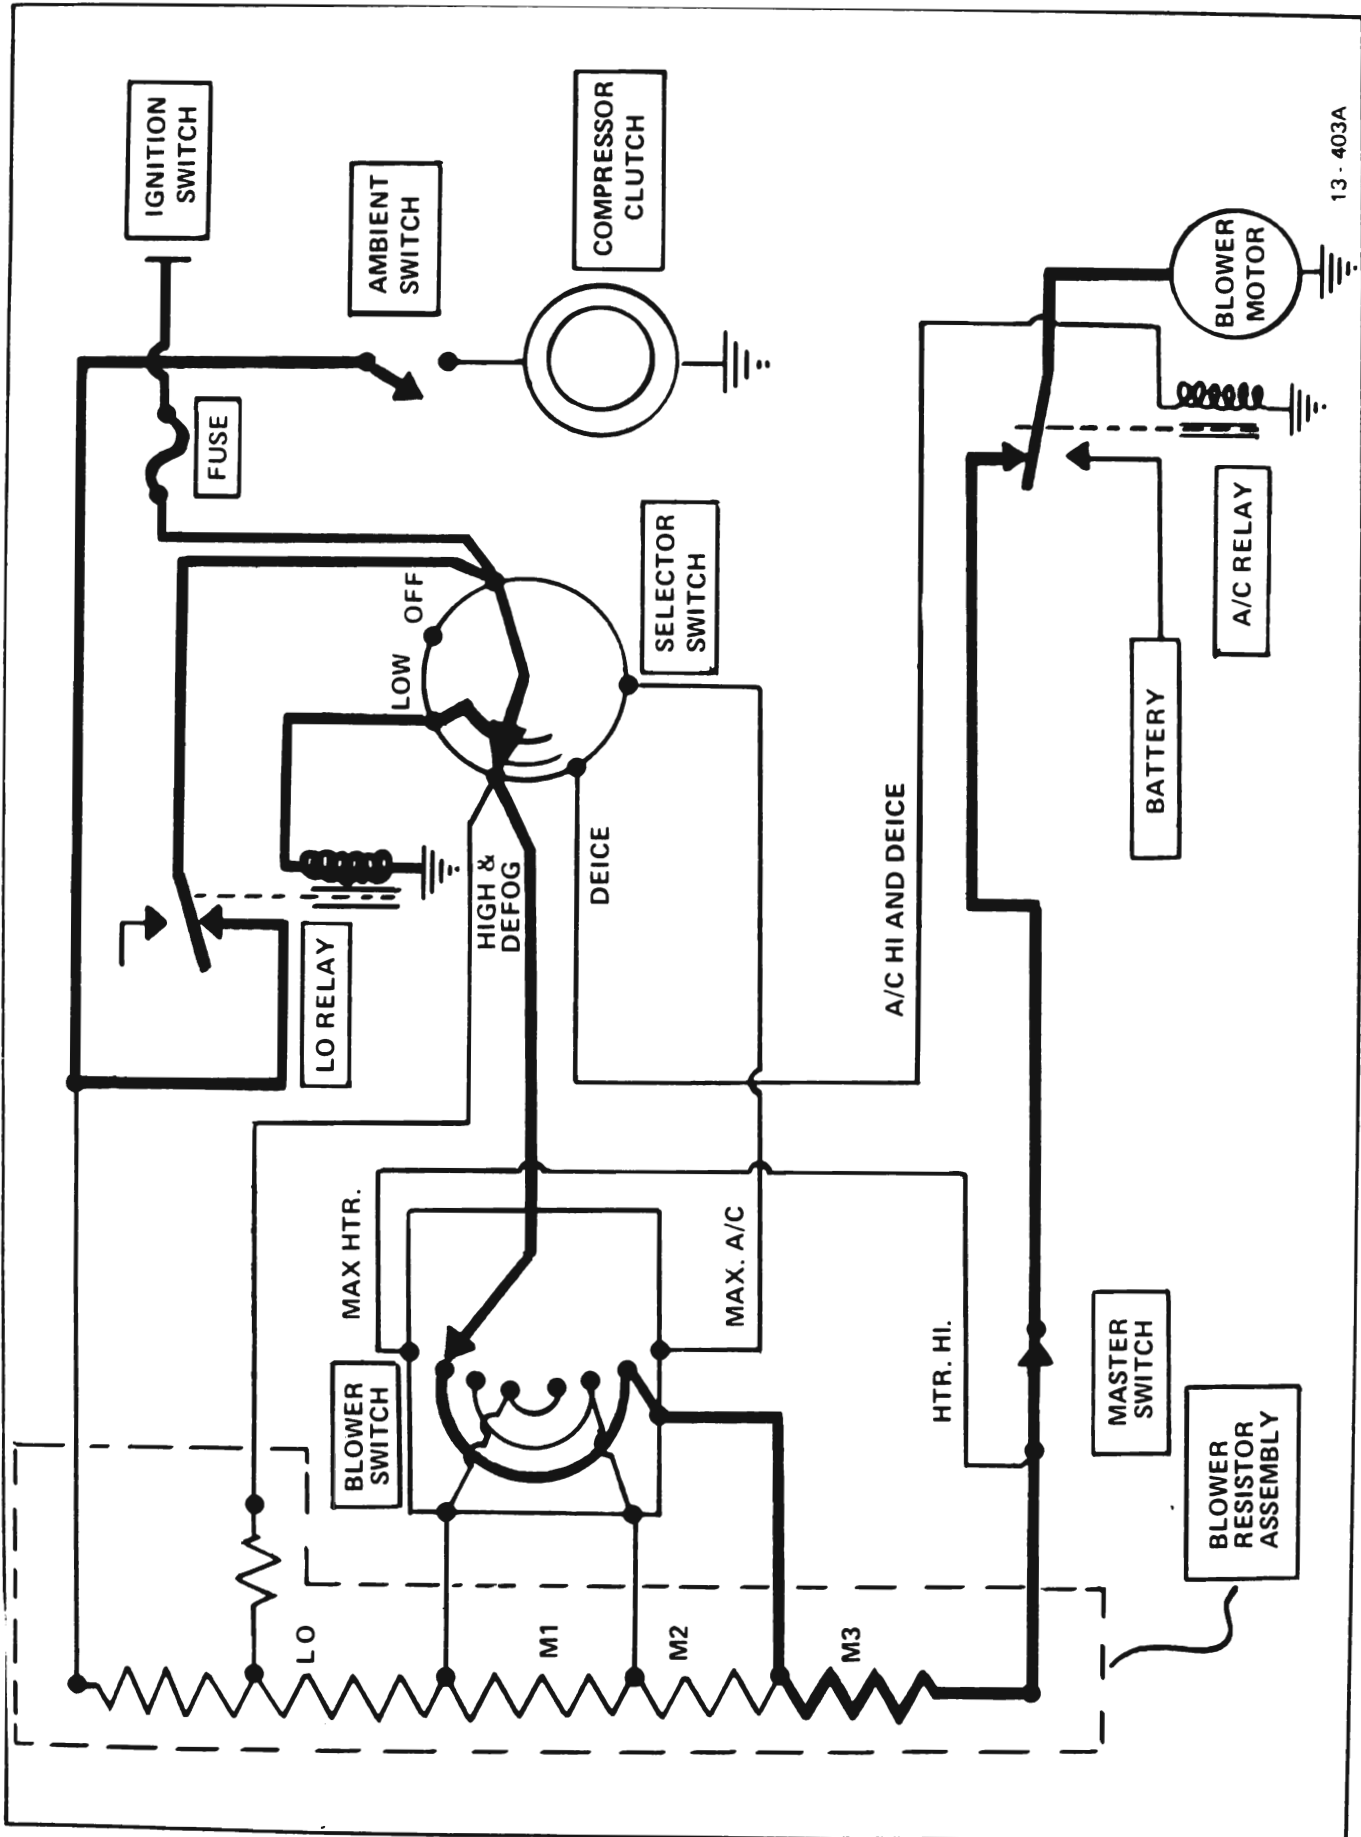 IGNITION
SWITCH
AMBIENT
SWITCH
COMPRESSOR
CLUTCH
FUSE
OFF
LOW
SELECTOR
SWITCH
LO RELAY
HIGH &
DEFOG
DEICE
A/C HI AND DEICE
BLOWER
MOTOR
A/C RELAY
BATTERY
MAX HTR.
MAX. A/C
BLOWER
SWITCH
HTR. HI.
MASTER
SWITCH
BLOWER
RESISTOR
ASSEMBLY
LO
M1
M2
M3
13 - 403A